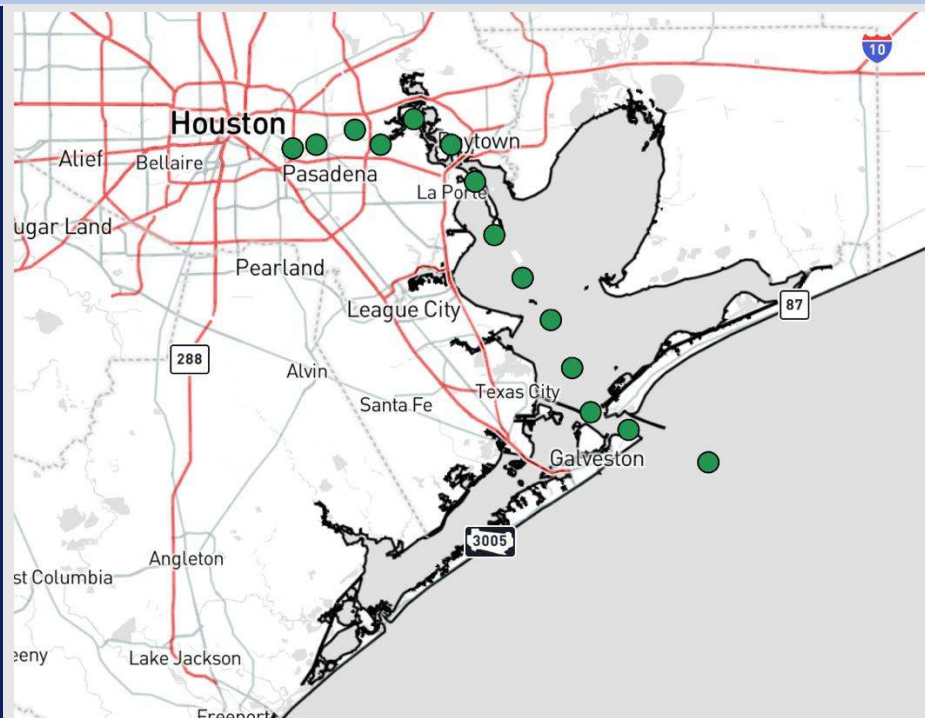 10
Houston
Alief
Bellaire
ytown
Pasadena
La Porte
ugar Land
Pearland
League City
87
288
Alvin
Texas City
Santa Fe
Galveston
3005
Angleton
st Columbia
eeny
Lake Jackson
Freeport